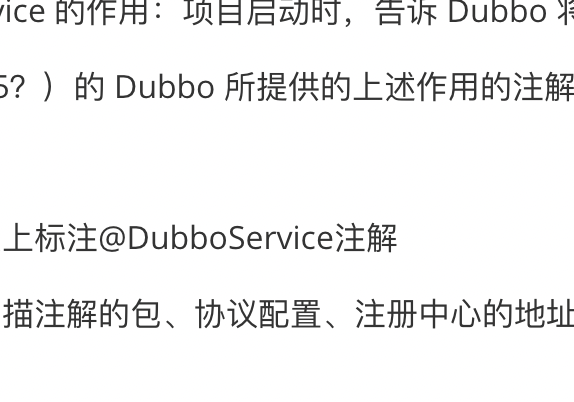 vice 的作用：项目启动时，告诉 Dubbo 将
5？）的 Dubbo 所提供的上述作用的注解
上标注@DubboService注解
描注解的包、协议配置、注册中心的地址